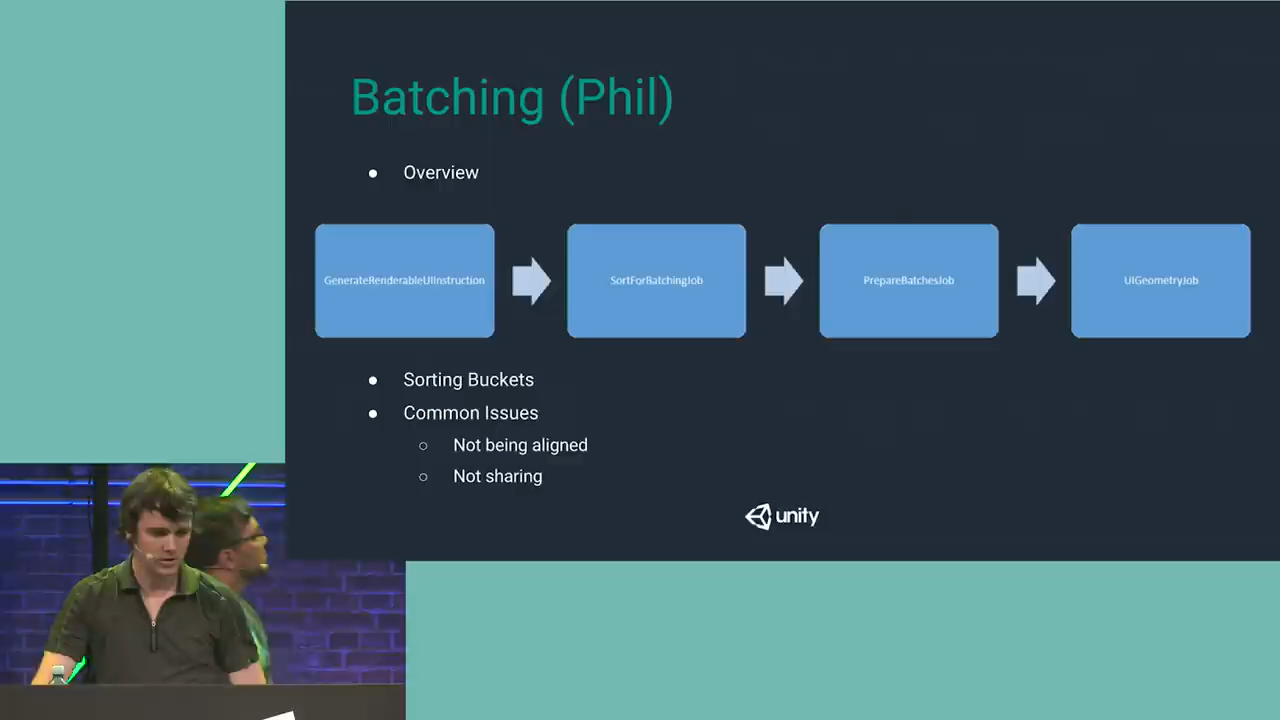 Batching (Phil)
Overview
GenerateRenderableUIInstruction
SortForBatchingJob
PrepareBatchesJob
UIGeometryJob
Sorting Buckets
Common Issues
Not being aligned
Not sharing
unity